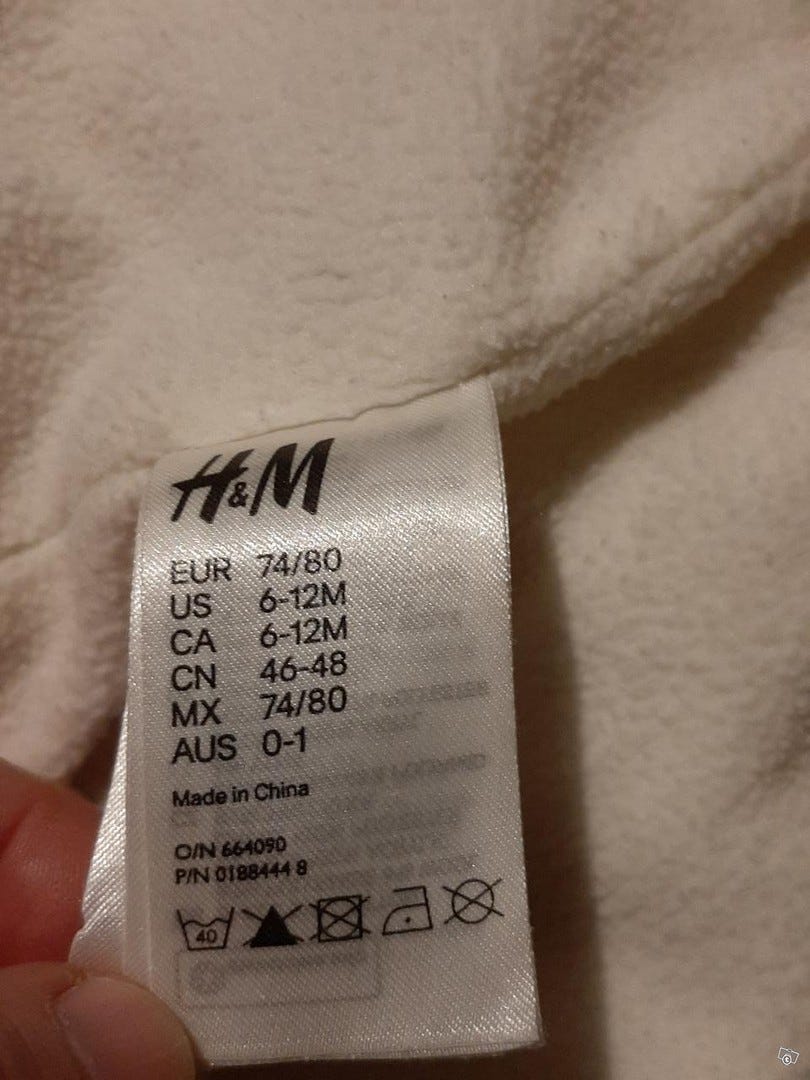 H&M
EUR 74/80
US 6-12M
CA 6-12M
CN 46-48
MX 74/80
AUS 0-1
Made in China
O/N 664090
P/N 0188444 8
40